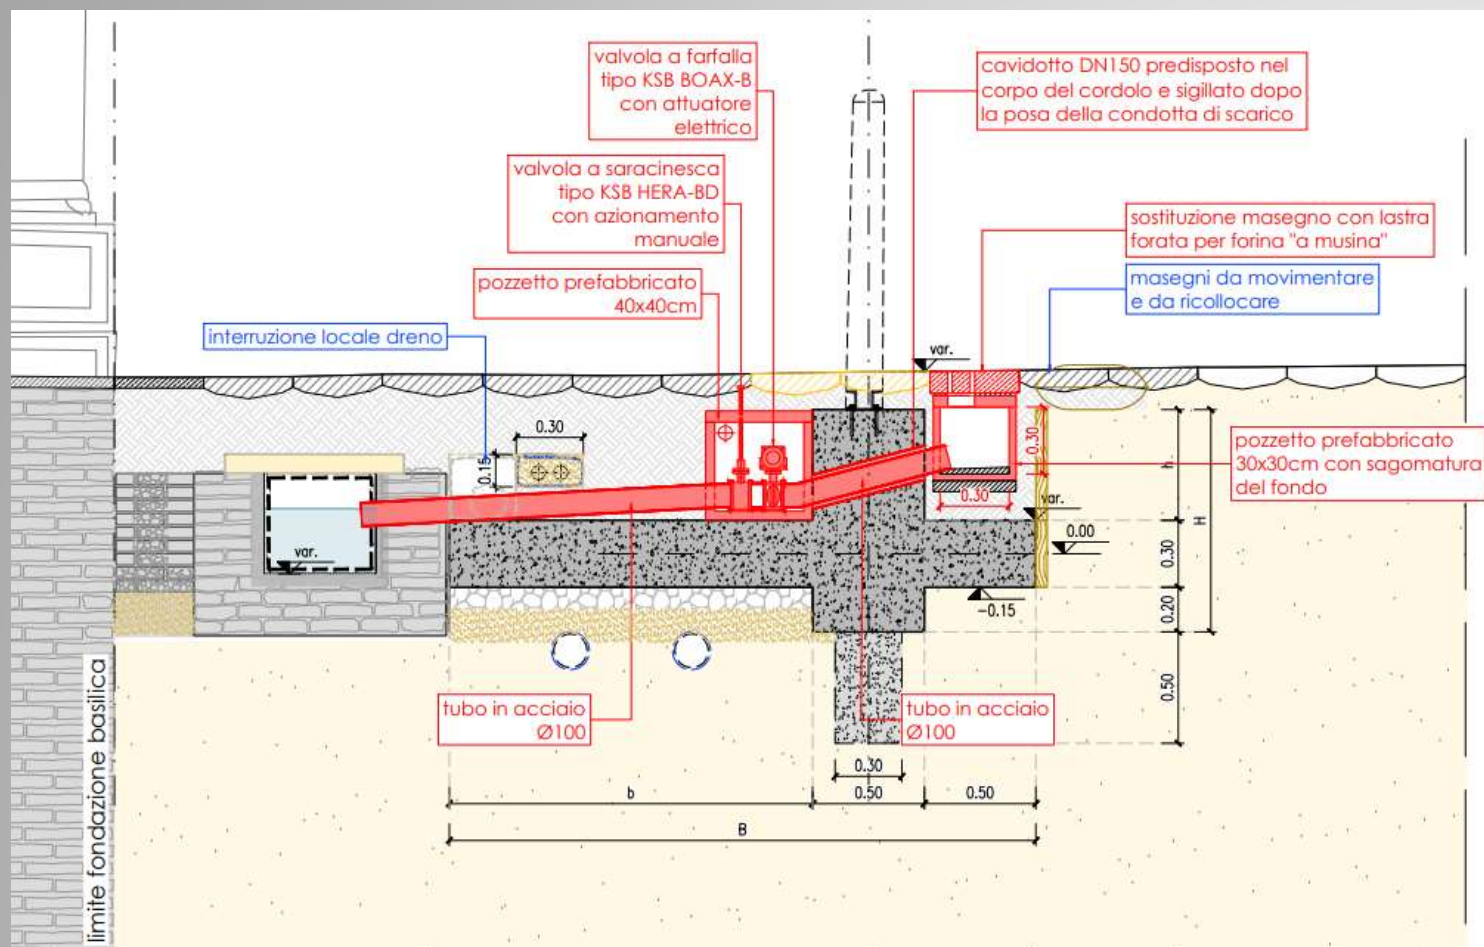 valvola a farfalla
tipo KSB BOAX-B
con attuatore
elettrico
cavidotto DN150 predisposto nel
corpo del cordolo e sigillato dopo
la posa della condotta di scarico
valvola a saracinesca
tipo KSB HERA-BD
con azionamento
manuale
sostituzione masegno con lastra
forata per forina "a musina"
pozzetto prefabbricato
40x40cm
masegni da movimentare
e da ricollocare
interruzione locale dreno
var.
0.30
0.15
0.30
pozzetto prefabbricato
30x30cm con sagomatura
del fondo
h
H
0.30
var.
var.
0.00
0.30
-0.15
0.20
limite fondazione basilica
tubo in acciaio
Ø100
tubo in acciaio
Ø100
0.50
0.30
b
0.50
0.50
B